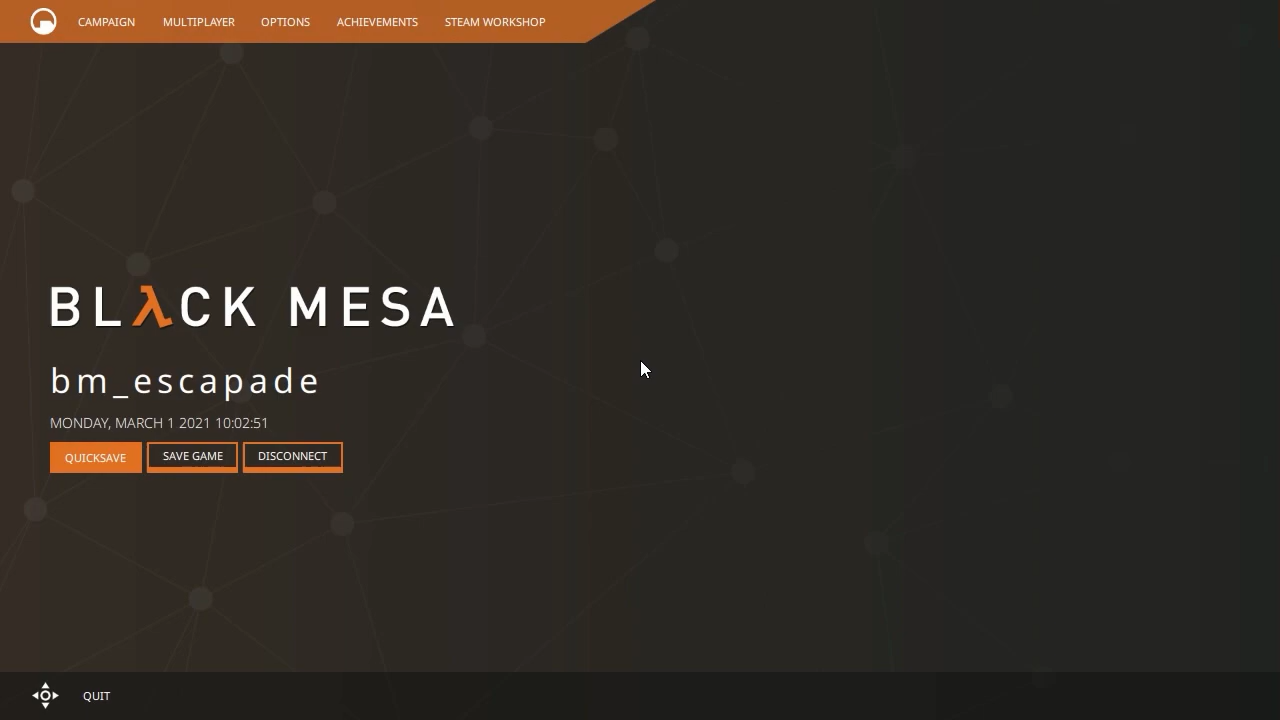 CAMPAIGN MULTIPLAYER OPTIONS ACHIEVEMENTS STEAM WORKSHOP
BLλCK MESA
bm_escapade
MONDAY, MARCH 1 2021 10:02:51
QUICKSAVE SAVE GAME DISCONNECT
QUIT